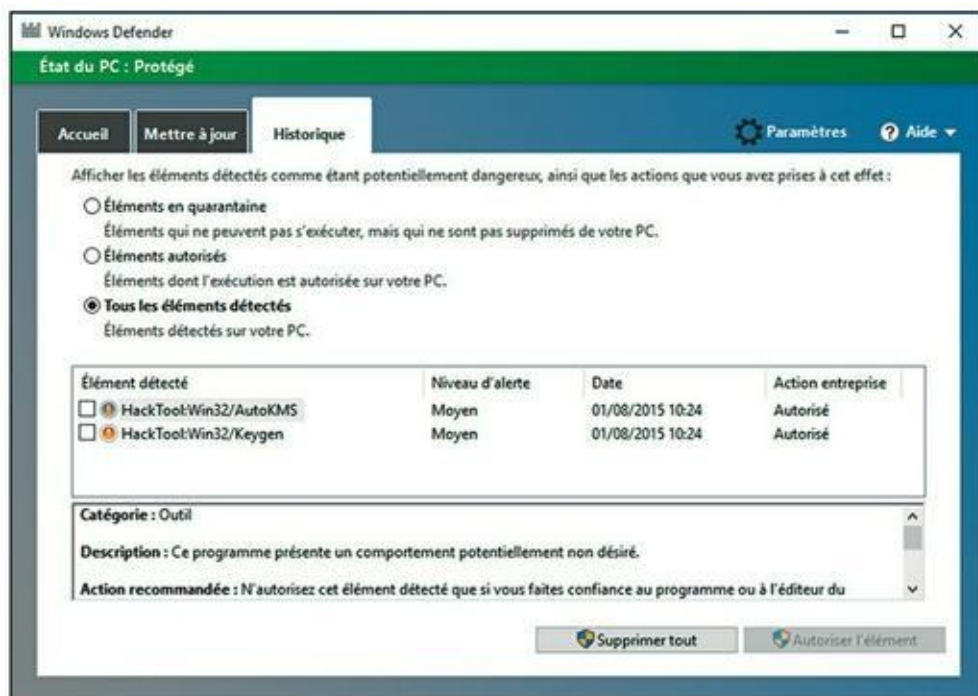 Windows Defender
État du PC : Protégé
Accueil Mettre à jour Historique Paramètres ? Aide
Afficher les éléments détectés comme étant potentiellement dangereux, ainsi que les actions que vous avez prises à cet effet :
Éléments en quarantaine
Éléments qui ne peuvent pas s'exécuter, mais qui ne sont pas supprimés de votre PC.
Éléments autorisés
Éléments dont l'exécution est autorisée sur votre PC.
Tous les éléments détectés
Éléments détectés sur votre PC.
Élément détecté Niveau d'alerte Date Action entreprise
HackTool:Win32/AutoKMS Moyen 01/08/2015 10:24 Autorisé
HackTool:Win32/Keygen Moyen 01/08/2015 10:24 Autorisé
Catégorie : Outil
Description : Ce programme présente un comportement potentiellement non désiré.
Action recommandée : N'autorisez cet élément détecté que si vous faites confiance au programme ou à l'éditeur du
Supprimer tout Autoriser l'élément